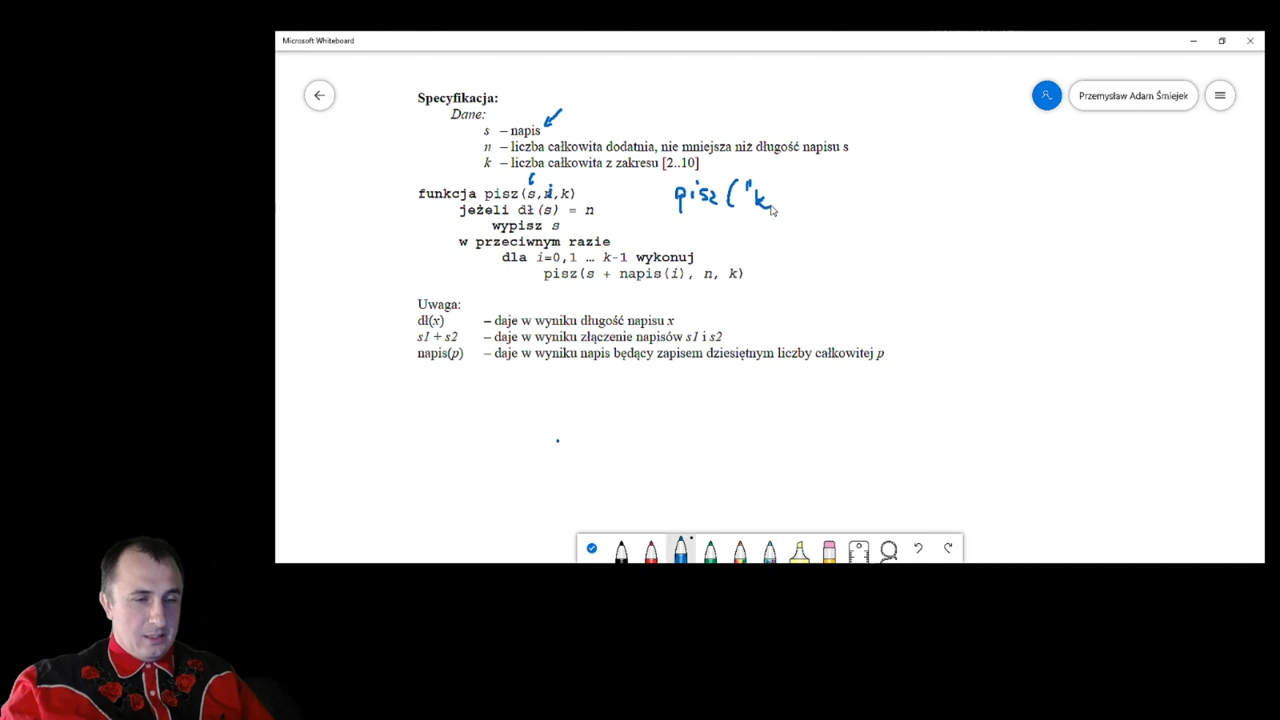 Microsoft Whiteboard
Przemysław Adam Śmiejek
Specyfikacja:
Dane:
s – napis
n – liczba całkowita dodatnia, nie mniejsza niż długość napisu s
k – liczba całkowita z zakresu [2..10]
funkcja pisz(s,n,k)
pisz("k
jeżeli dł(s) = n
wypisz s
w przeciwnym razie
dla i=0,1 … k-1 wykonuj
pisz(s + napis(i), n, k)
Uwaga:
dł(x) – daje w wyniku długość napisu x
s1 + s2 – daje w wyniku złączenie napisów s1 i s2
napis(p) – daje w wyniku napis będący zapisem dziesiętnym liczby całkowitej p